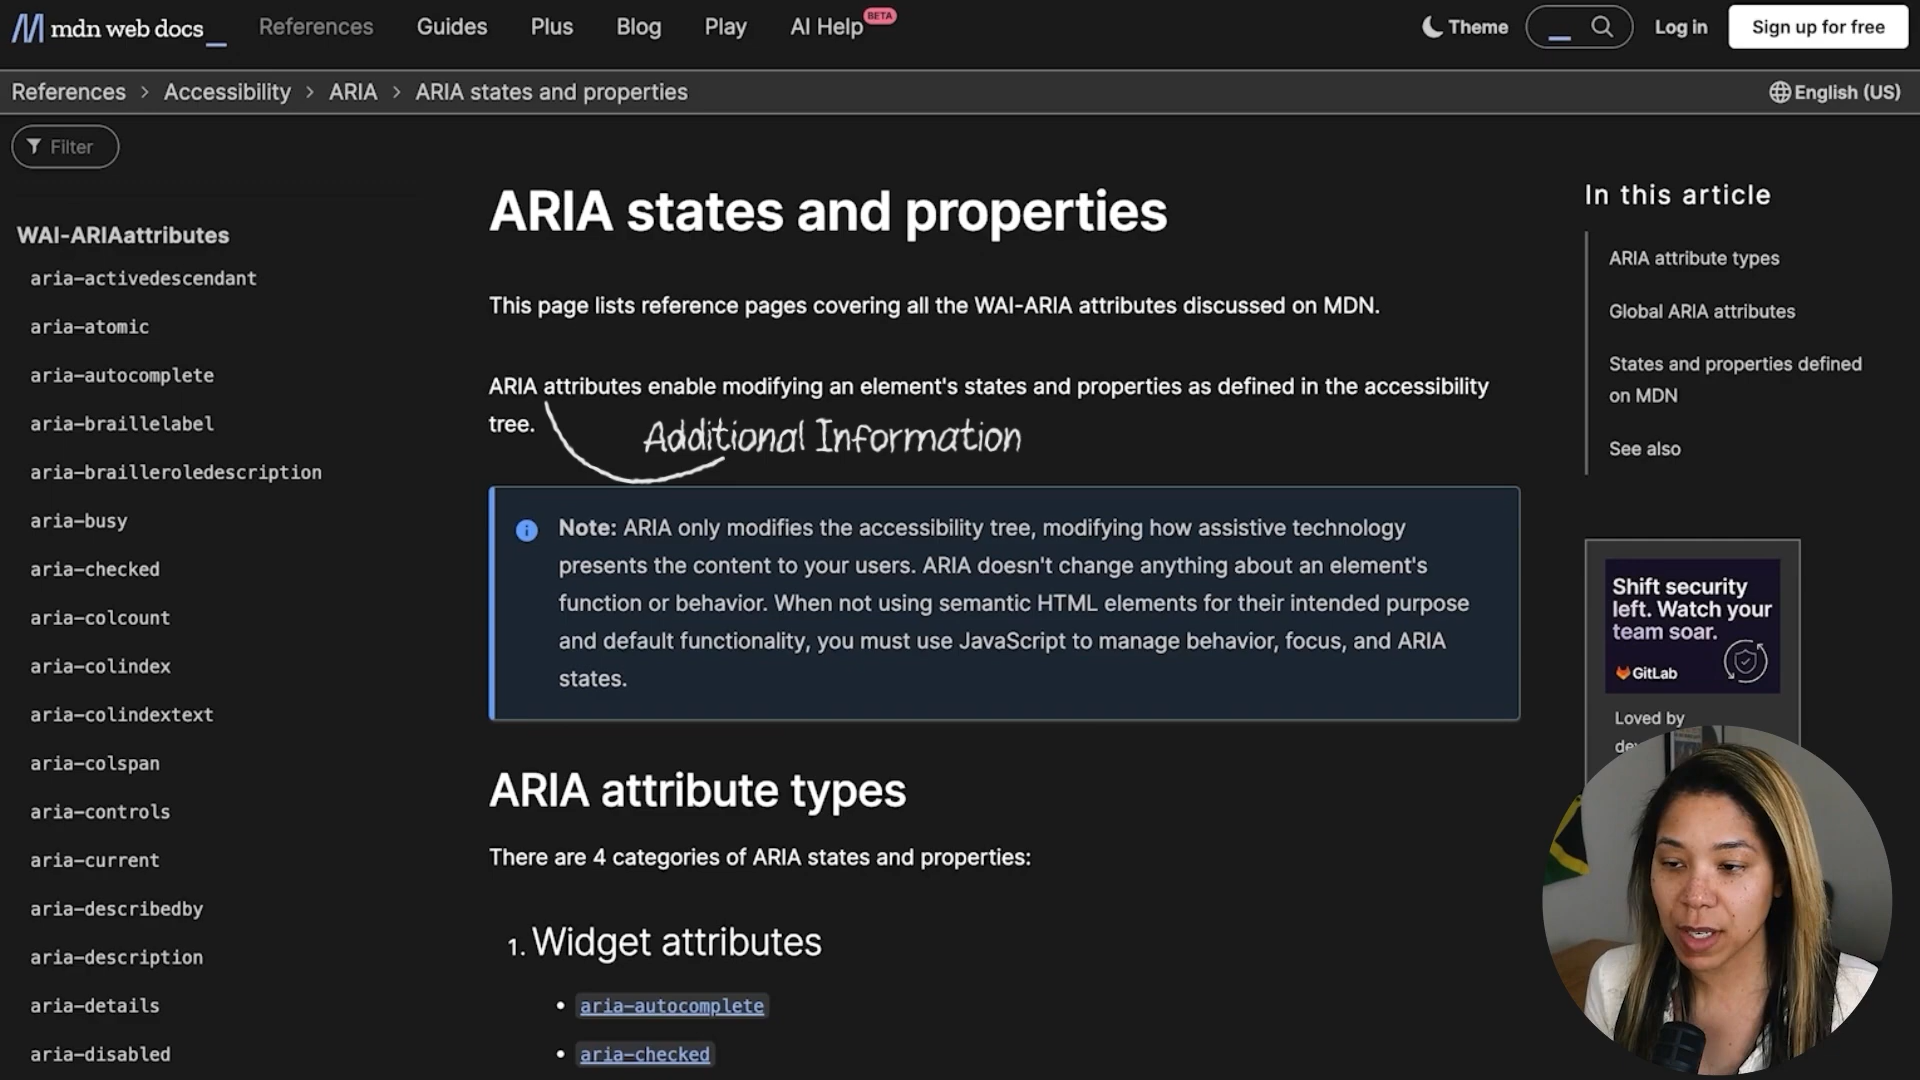 mdn web docs_
References
Guides
Plus
Blog
Play
AI Help
BETA
Theme
Log in
Sign up for free
References > Accessibility > ARIA > ARIA states and properties
English (US)
Filter
WAI-ARIAattributes
aria-activedescendant
aria-atomic
aria-autocomplete
aria-braillelabel
aria-brailleroledescription
aria-busy
aria-checked
aria-colcount
aria-colindex
aria-colindextext
aria-colspan
aria-controls
aria-current
aria-describedby
aria-description
aria-details
aria-disabled
ARIA states and properties
This page lists reference pages covering all the WAI-ARIA attributes discussed on MDN.
ARIA attributes enable modifying an element's states and properties as defined in the accessibility
tree.
Additional Information
Note: ARIA only modifies the accessibility tree, modifying how assistive technology
presents the content to your users. ARIA doesn't change anything about an element's
function or behavior. When not using semantic HTML elements for their intended purpose
and default functionality, you must use JavaScript to manage behavior, focus, and ARIA
states.
ARIA attribute types
There are 4 categories of ARIA states and properties:
1. Widget attributes
• aria-autocomplete
• aria-checked
In this article
ARIA attribute types
Global ARIA attributes
States and properties defined
on MDN
See also
Shift security
left. Watch your
team soar.
GitLab
Loved by